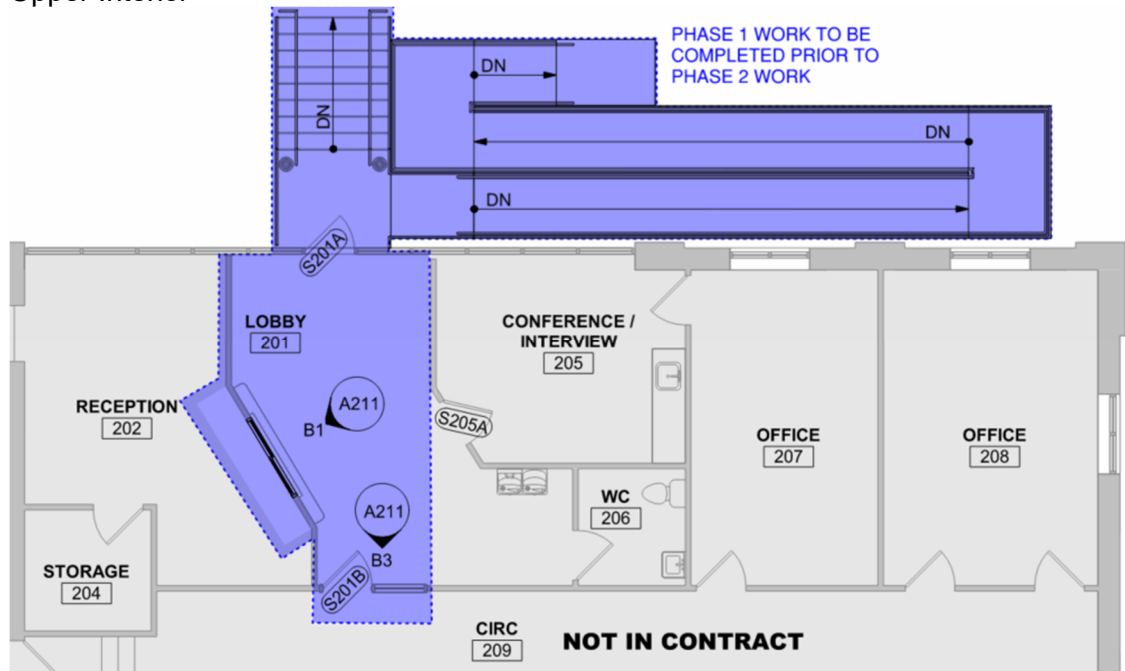 PHASE 1 WORK TO BE
COMPLETED PRIOR TO
PHASE 2 WORK
DN
DN
DN
DN
S201A
LOBBY
201
CONFERENCE /
INTERVIEW
205
RECEPTION
202
A211
B1
S205A
OFFICE
207
OFFICE
208
WC
206
A211
B3
STORAGE
204
S201B
CIRC
209
NOT IN CONTRACT